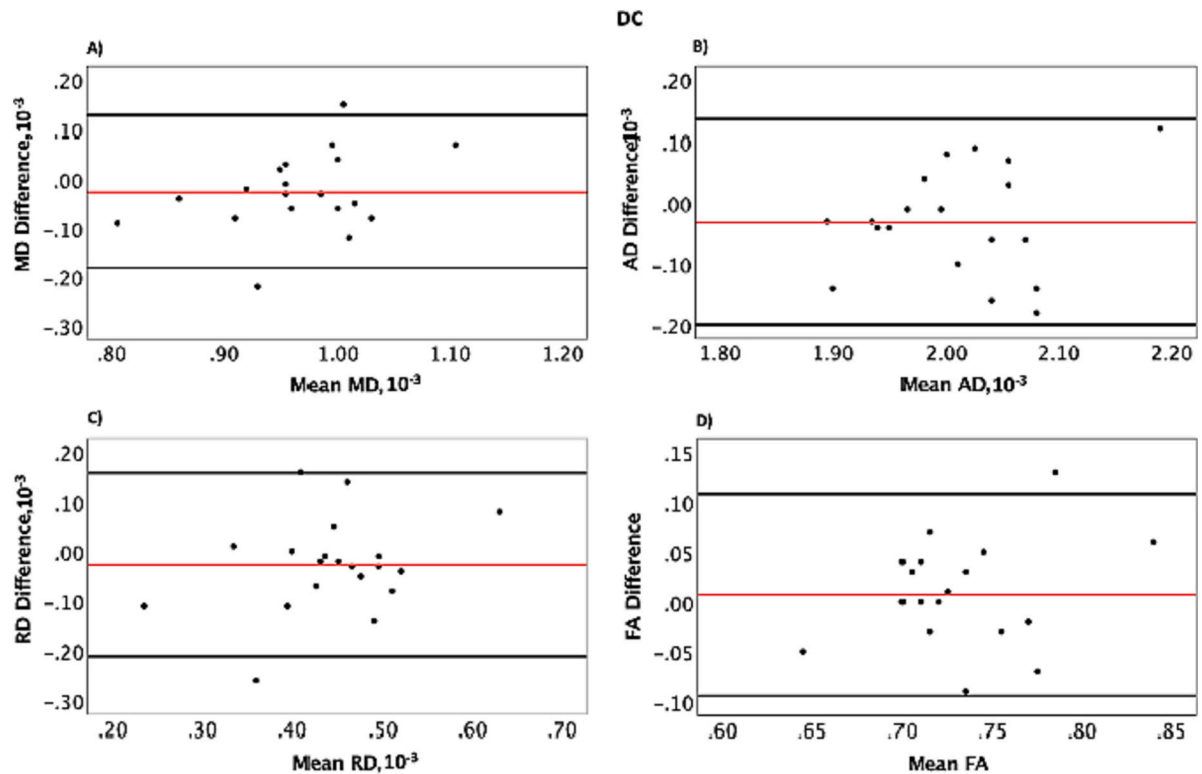 DC
A)
MD Difference,10-3
.20
.10
.00
-.10
-.20
-.30
.80 .90 1.00 1.10 1.20
Mean MD,10-3
B)
AD Difference,10-3
.20
.10
.00
-.10
-.20
1.80 1.90 2.00 2.10 2.20
Mean AD,10-3
C)
RD Difference,10-3
.20
.10
.00
-.10
-.20
-.30
.20 .30 .40 .50 .60 .70
Mean RD,10-3
D)
FA Difference
.15
.10
.05
.00
-.05
-.10
.60 .65 .70 .75 .80 .85
Mean FA